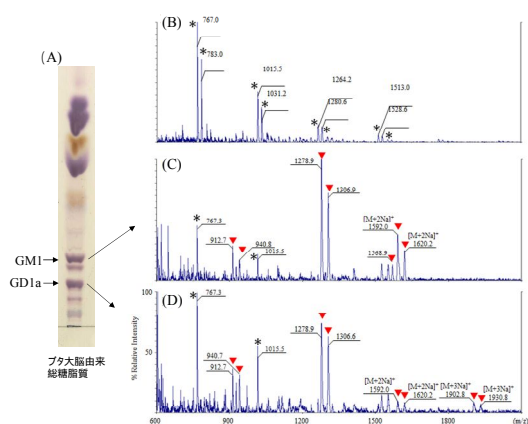 (A)
GM1
GD1a
ブタ大脳由来
総糖脂質
(B)
* 767.0
* 783.0
* 1015.5
* 1031.2
* 1264.2
* 1280.6
* 1513.0
* 1528.6
(C)
* 767.3
912.7
940.8
* 1015.5
1278.9
1306.9
1568.9
[M+2Na]⁺
1592.0
[M+2Na]⁺
1620.2
(D)
% Relative Intensity
100
50
* 767.3
940.7
912.7
* 1015.5
1278.9
1306.6
[M+2Na]⁺
1592.0
[M+2Na]⁺
1620.2
[M+3Na]⁺
1902.8
[M+3Na]⁺
1930.8
600 900 1200 1500 1800 (m/z)